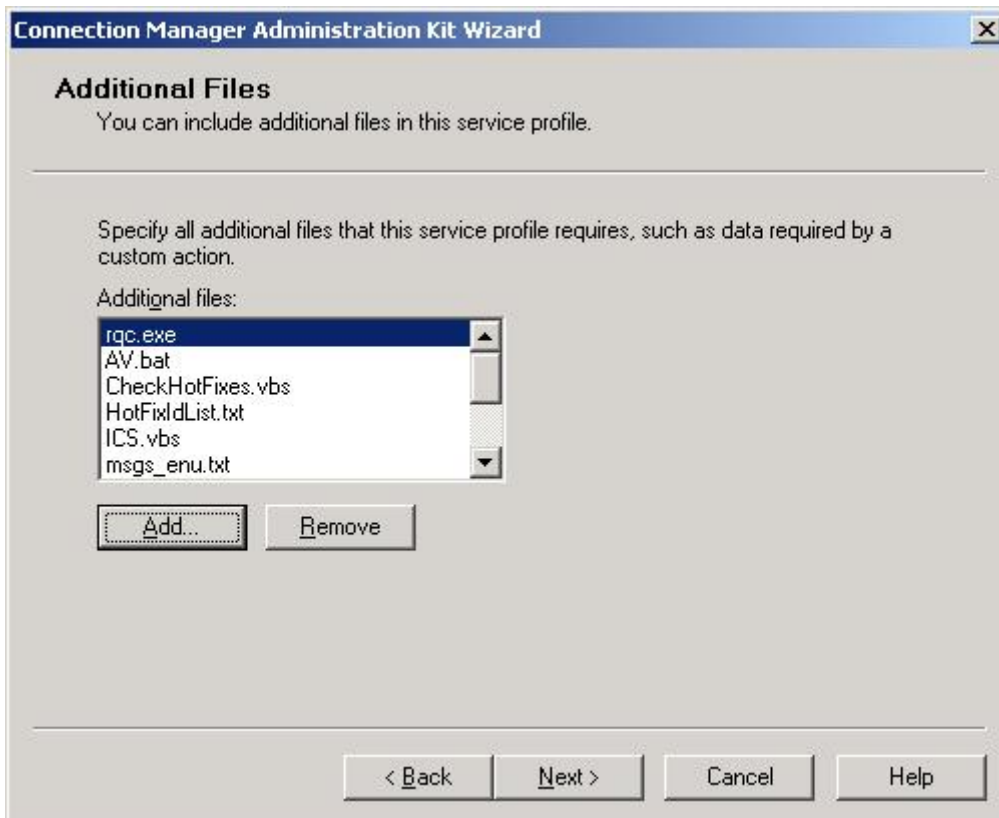 Connection Manager Administration Kit Wizard
Additional Files
You can include additional files in this service profile.
Specify all additional files that this service profile requires, such as data required by a
custom action.
Additional files:
rqc.exe
AV.bat
CheckHotFixes.vbs
HotFixIdList.txt
ICS.vbs
msgs_enu.txt
Add... Remove
< Back Next > Cancel Help